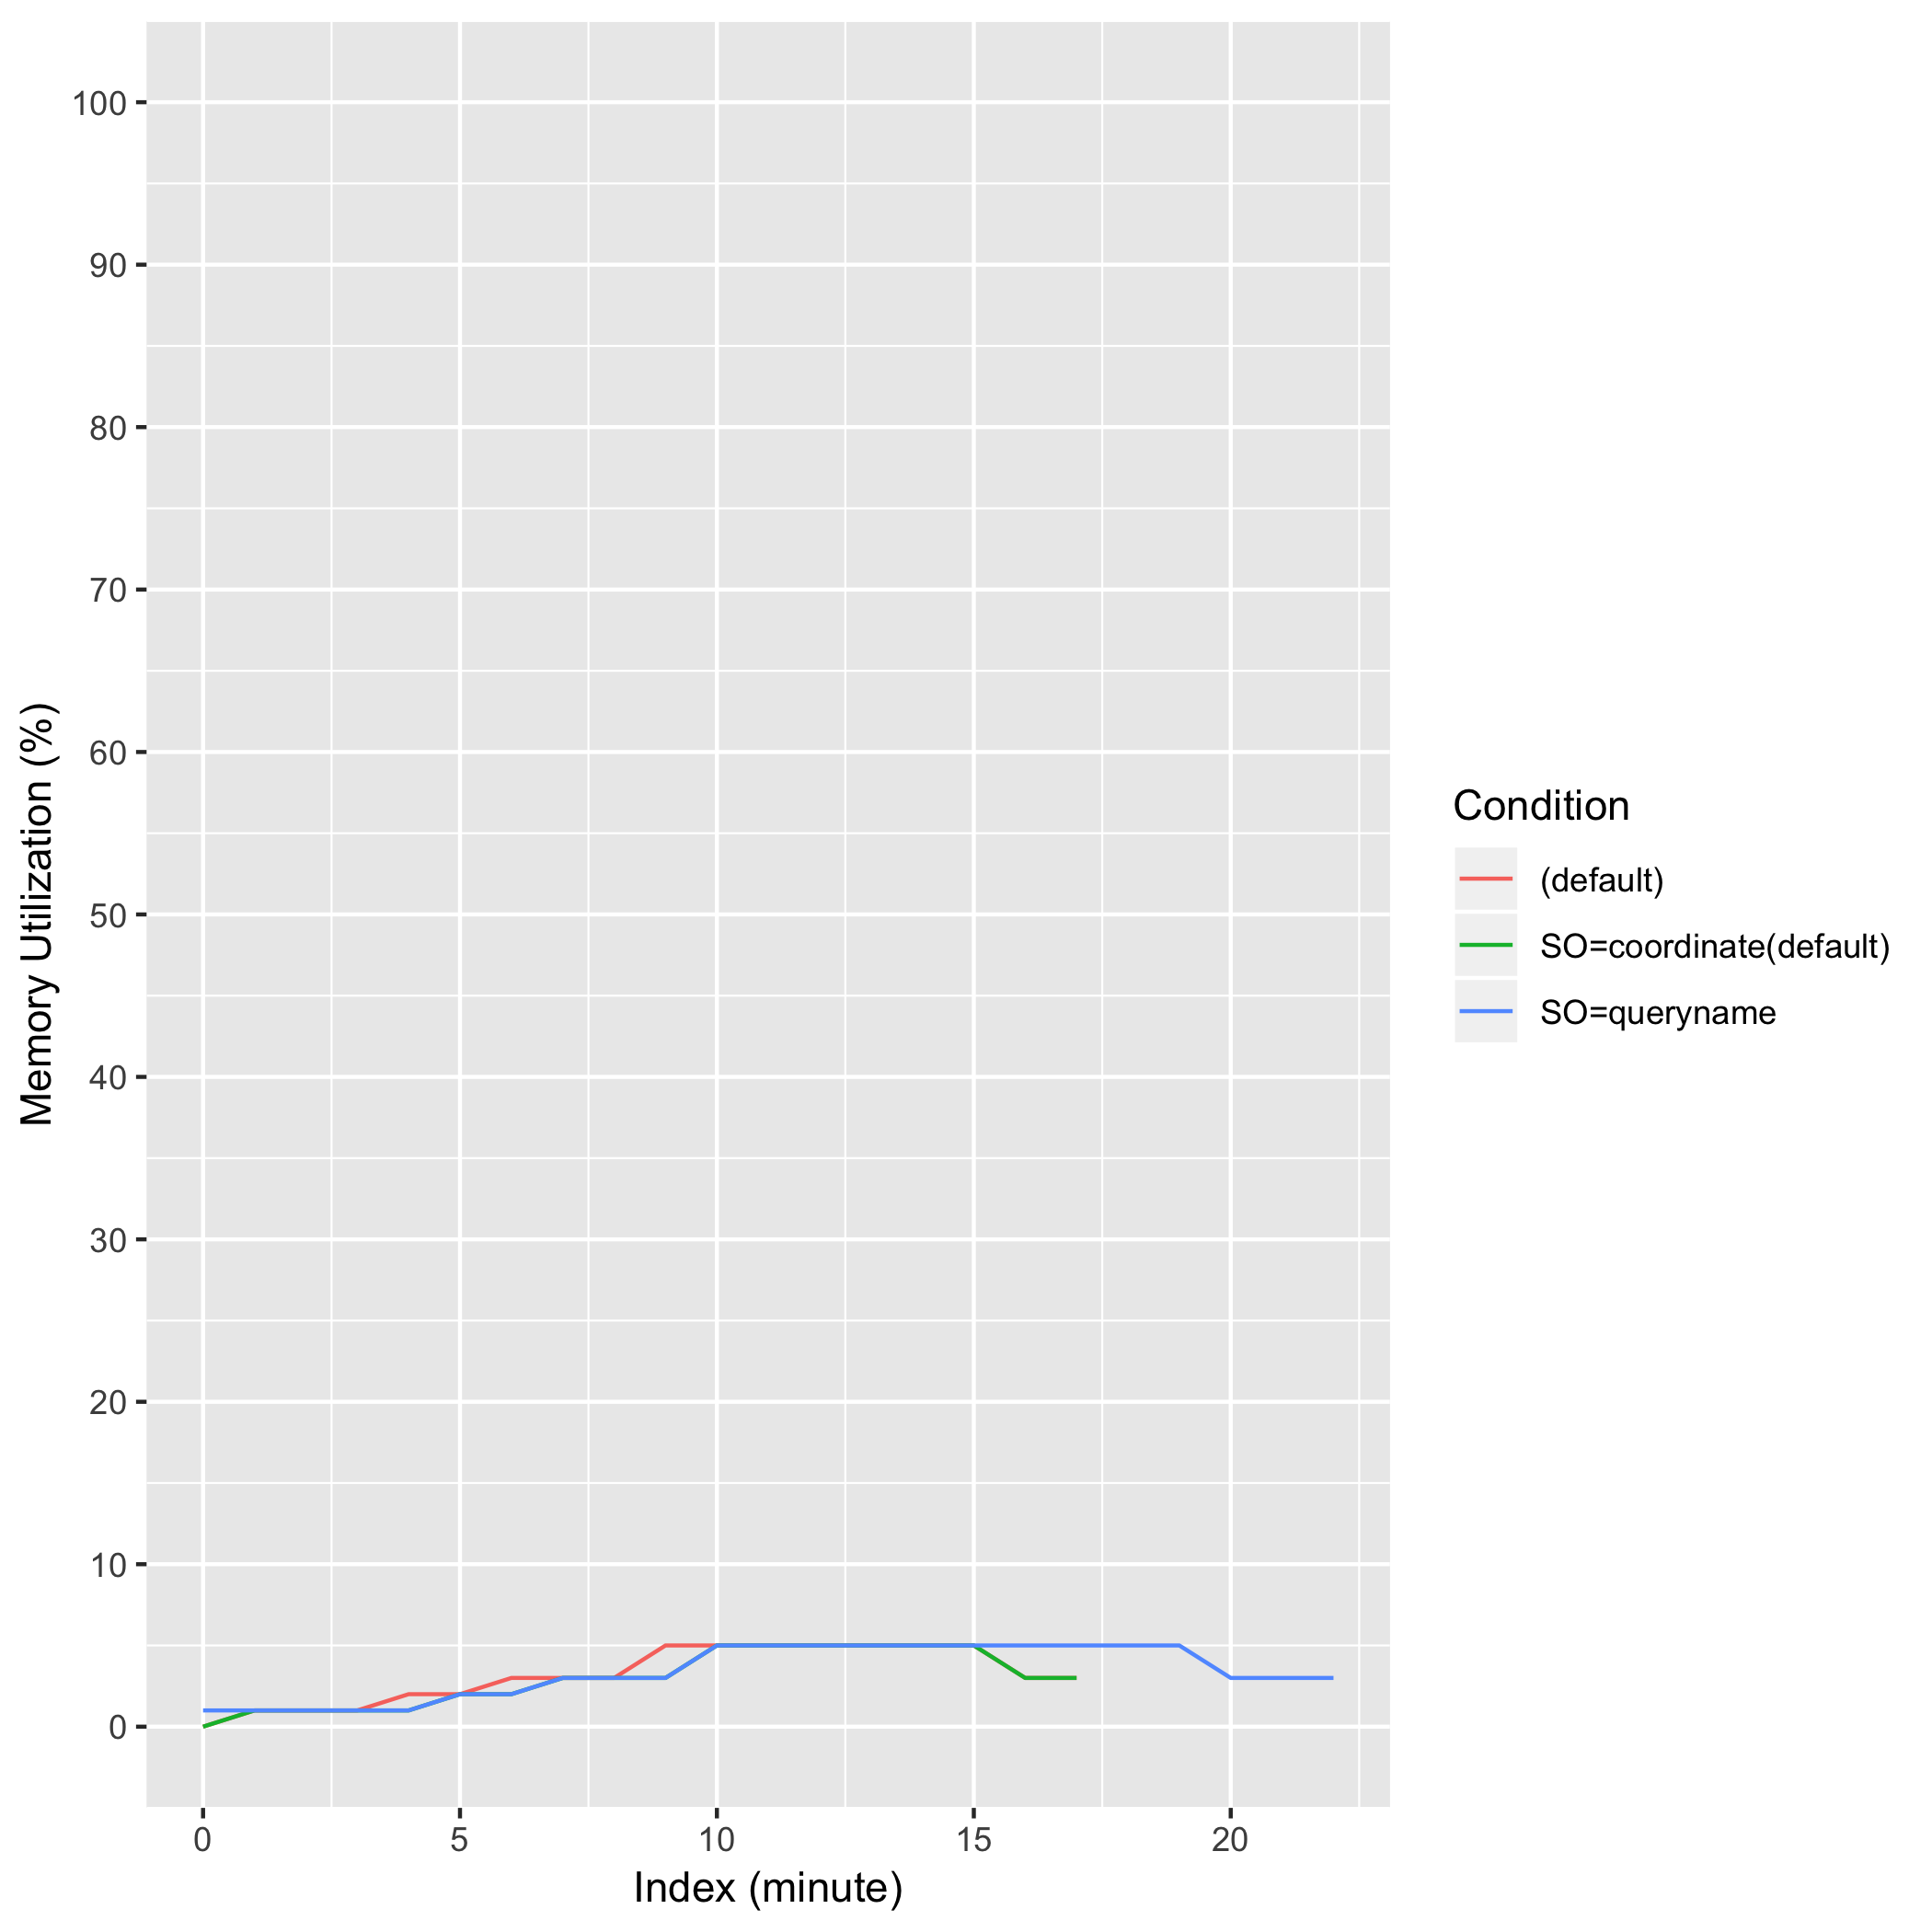 100
90
80
70
60
50
40
30
20
10
0
Memory Utilization (%)
0 5 10 15 20
Index (minute)
Condition
(default)
SO=coordinate(default)
SO=queryname